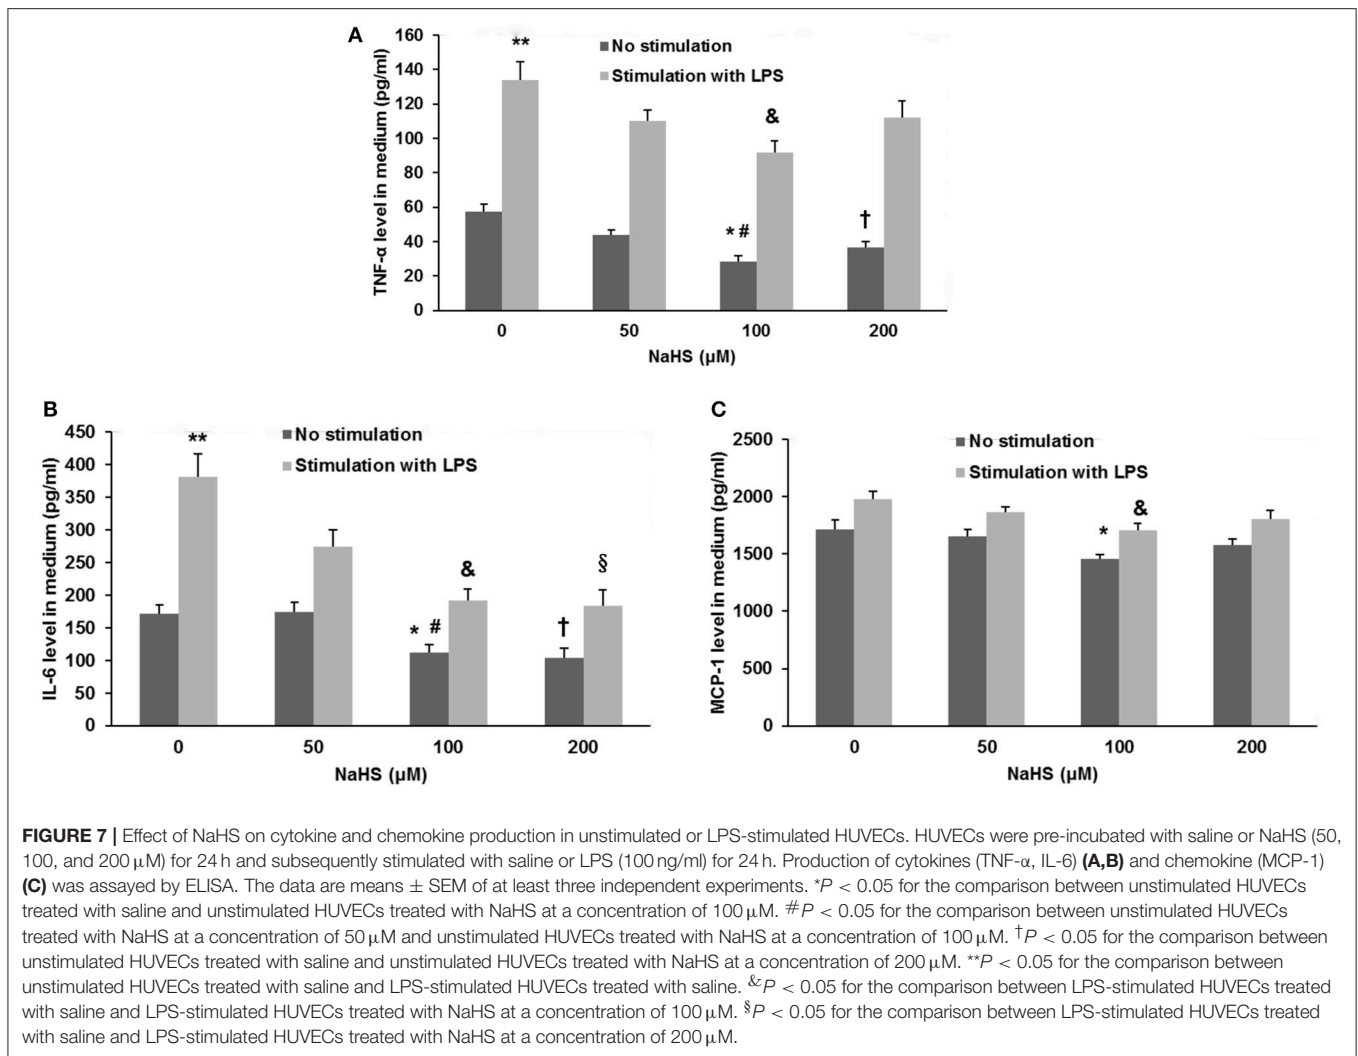 A
160
140
120
100
80
60
40
20
0
TNF-α level in medium (pg/ml)
No stimulation
Stimulation with LPS
**
* #
&
†
0 50 100 200
NaHS (µM)
B
450
400
350
300
250
200
150
100
50
0
IL-6 level in medium (pg/ml)
No stimulation
Stimulation with LPS
**
* #
&
†
§
0 50 100 200
NaHS (µM)
C
2500
2000
1500
1000
500
0
MCP-1 level in medium (pg/ml)
No stimulation
Stimulation with LPS
*
&
0 50 100 200
NaHS (µM)
FIGURE 7 | Effect of NaHS on cytokine and chemokine production in unstimulated or LPS-stimulated HUVECs. HUVECs were pre-incubated with saline or NaHS (50,
100, and 200 µM) for 24 h and subsequently stimulated with saline or LPS (100 ng/ml) for 24 h. Production of cytokines (TNF-α, IL-6) (A,B) and chemokine (MCP-1)
(C) was assayed by ELISA. The data are means ± SEM of at least three independent experiments. *P < 0.05 for the comparison between unstimulated HUVECs
treated with saline and unstimulated HUVECs treated with NaHS at a concentration of 100 µM. #P < 0.05 for the comparison between unstimulated HUVECs
treated with NaHS at a concentration of 50 µM and unstimulated HUVECs treated with NaHS at a concentration of 100 µM. †P < 0.05 for the comparison between
unstimulated HUVECs treated with saline and unstimulated HUVECs treated with NaHS at a concentration of 200 µM. **P < 0.05 for the comparison between
unstimulated HUVECs treated with saline and LPS-stimulated HUVECs treated with saline. &P < 0.05 for the comparison between LPS-stimulated HUVECs treated
with saline and LPS-stimulated HUVECs treated with NaHS at a concentration of 100 µM. §P < 0.05 for the comparison between LPS-stimulated HUVECs treated
with saline and LPS-stimulated HUVECs treated with NaHS at a concentration of 200 µM.